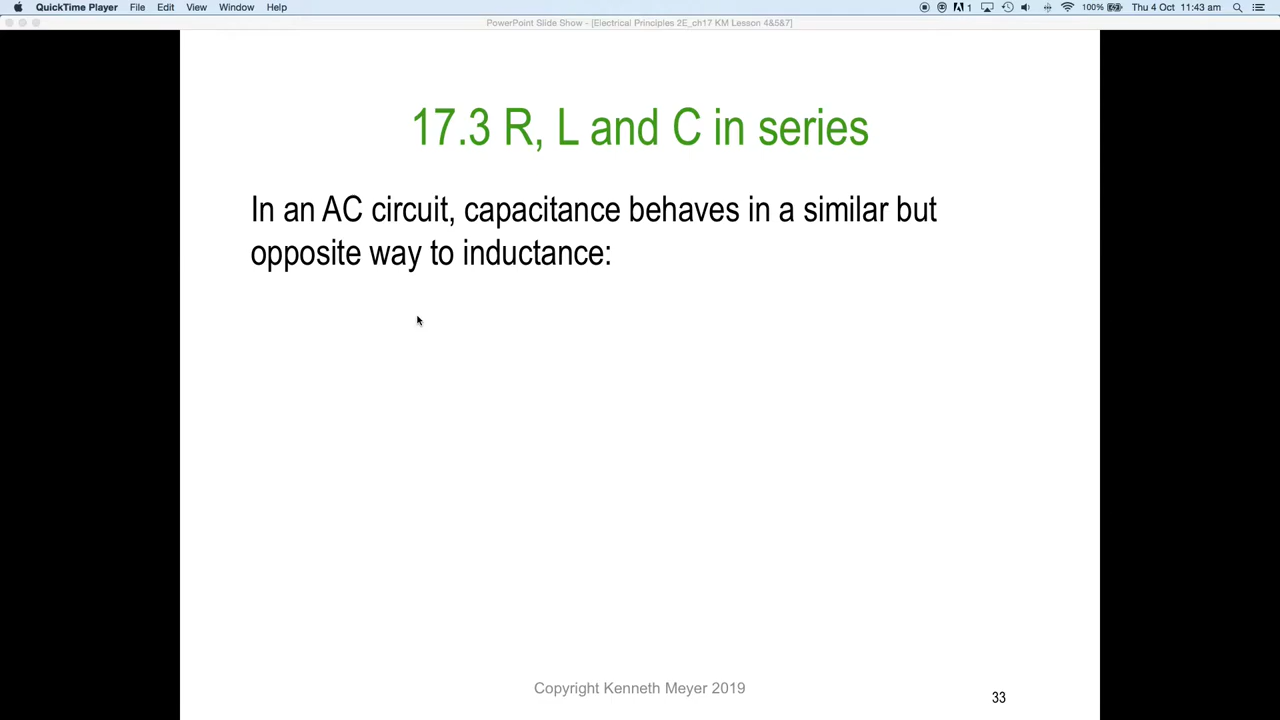 QuickTime Player File Edit View Window Help 1 100% Thu 4 Oct 11:43 am
PowerPoint Slide Show - [Electrical Principles 2E_ch17 KM Lesson 4&5&7]
17.3 R, L and C in series
In an AC circuit, capacitance behaves in a similar but
opposite way to inductance:
Copyright Kenneth Meyer 2019
33